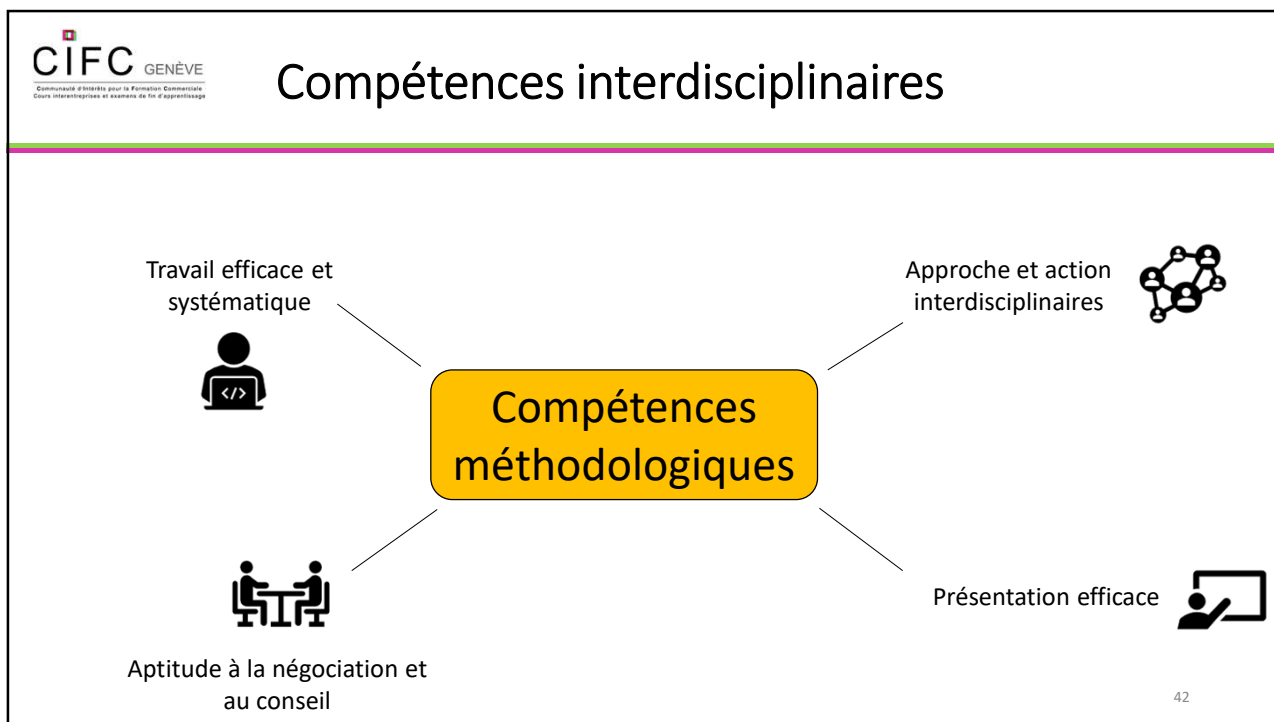 CIFC GENÈVE
Communauté d'Intérêts pour la Formation Commerciale
Cours interentreprises et examens de fin d'apprentissage
Compétences interdisciplinaires
Travail efficace et
systématique
</>
Approche et action
interdisciplinaires
Compétences
méthodologiques
Aptitude à la négociation et
au conseil
Présentation efficace
42